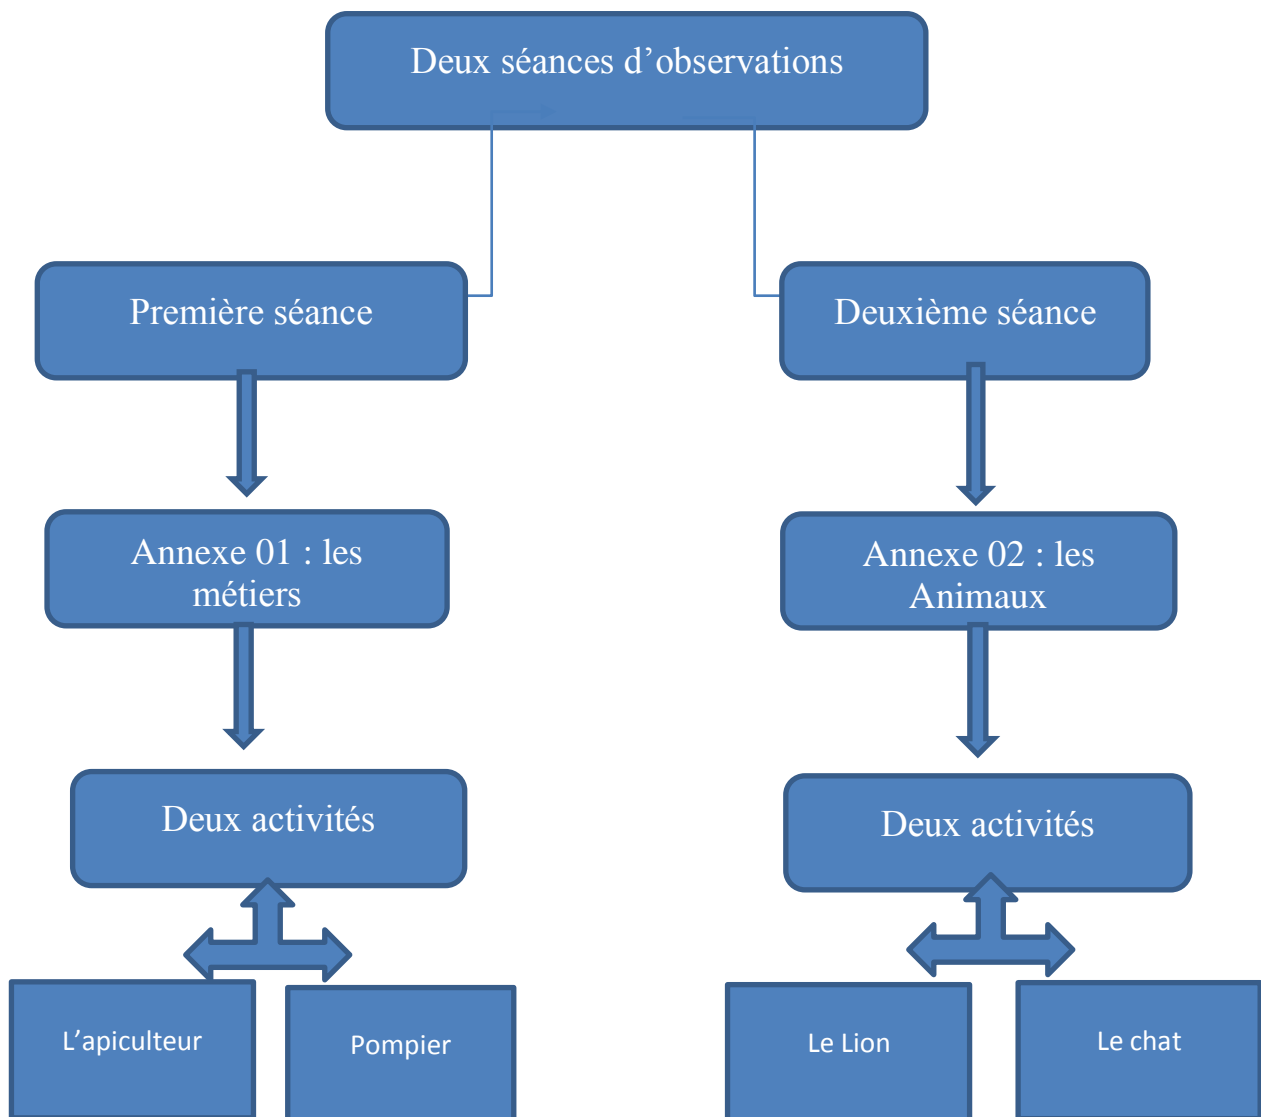 Deux séances d’observations
Première séance
Deuxième séance
Annexe 01 : les
métiers
Annexe 02 : les
Animaux
Deux activités
Deux activités
L’apiculteur
Pompier
Le Lion
Le chat